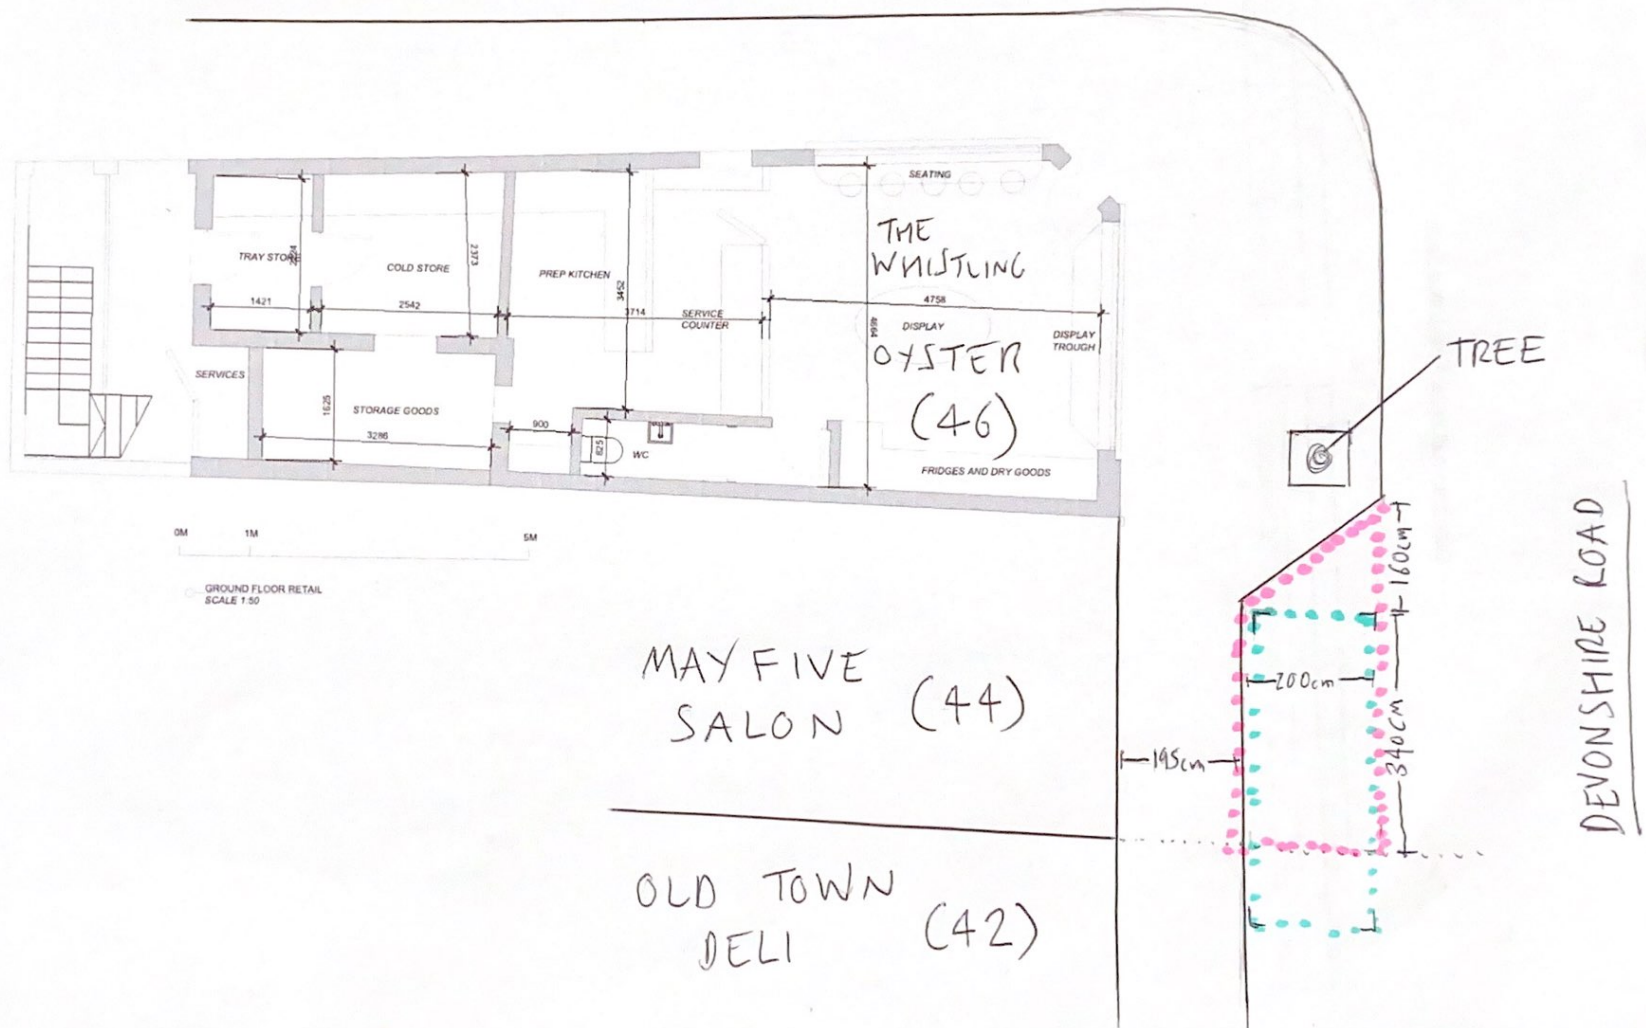 SEATING
THE
WHISTLING
OYSTER
(46)
TRAY STORE
2224
COLD STORE
2373
PREP KITCHEN
3452
1421
2542
3714
SERVICE
COUNTER
4758
4664
DISPLAY
DISPLAY
TROUGH
TREE
SERVICES
1625
STORAGE GOODS
3286
900
825
WC
FRIDGES AND DRY GOODS
0M
1M
5M
GROUND FLOOR RETAIL
SCALE 1:50
160cm
MAY FIVE
SALON
(44)
200cm
195cm
340CM
DEVONSHIRE ROAD
OLD TOWN
DELI
(42)